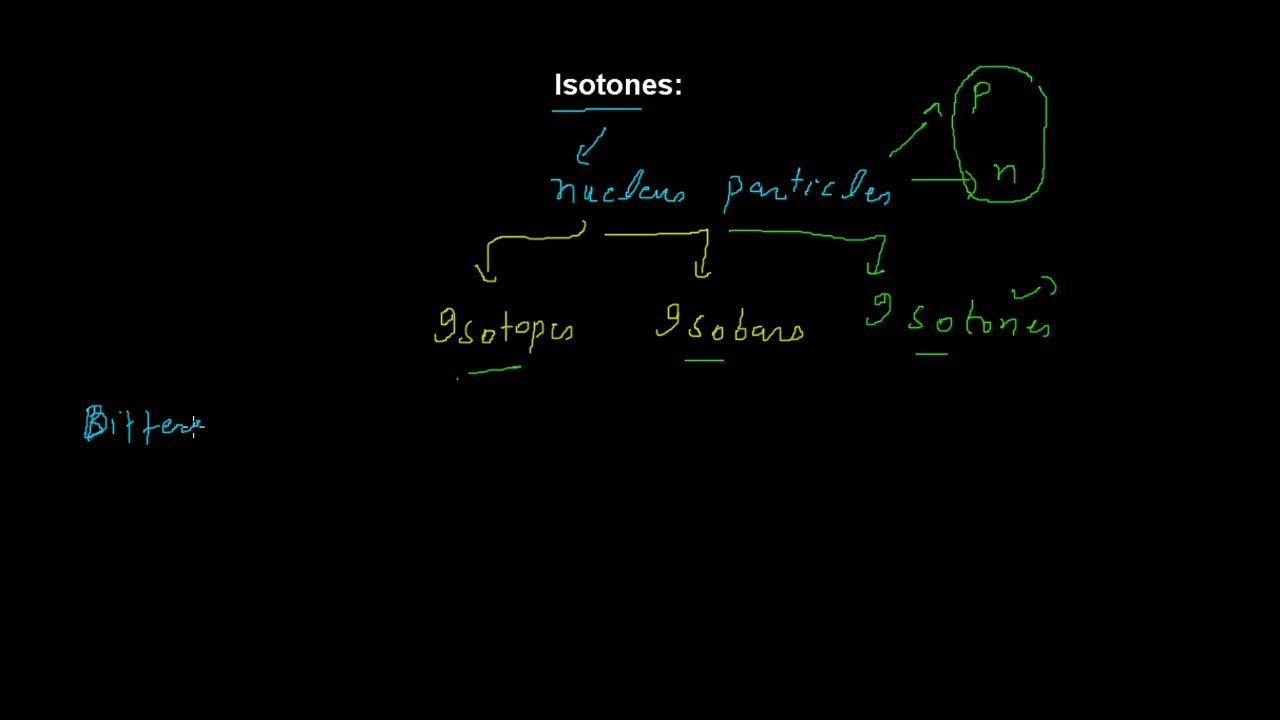 Isotones:
p
nucleus particles
n
Isotopes Isobars Isotones
Differ